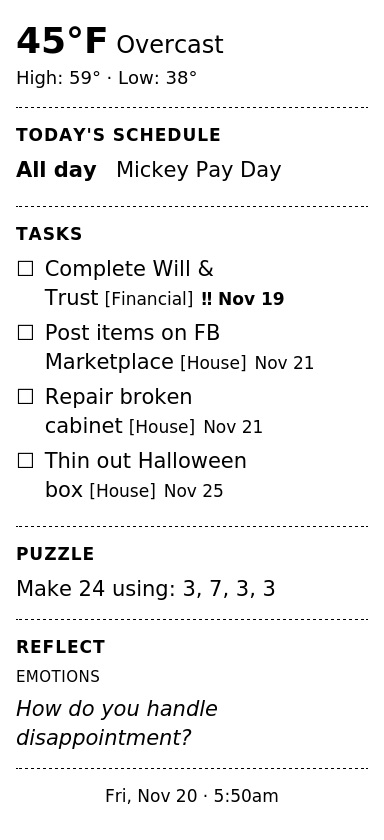 45°F Overcast
High: 59° · Low: 38°
TODAY'S SCHEDULE
All day Mickey Pay Day
TASKS
☐ Complete Will &
Trust [Financial] ‼ Nov 19
☐ Post items on FB
Marketplace [House] Nov 21
☐ Repair broken
cabinet [House] Nov 21
☐ Thin out Halloween
box [House] Nov 25
PUZZLE
Make 24 using: 3, 7, 3, 3
REFLECT
EMOTIONS
How do you handle
disappointment?
Fri, Nov 20 · 5:50am